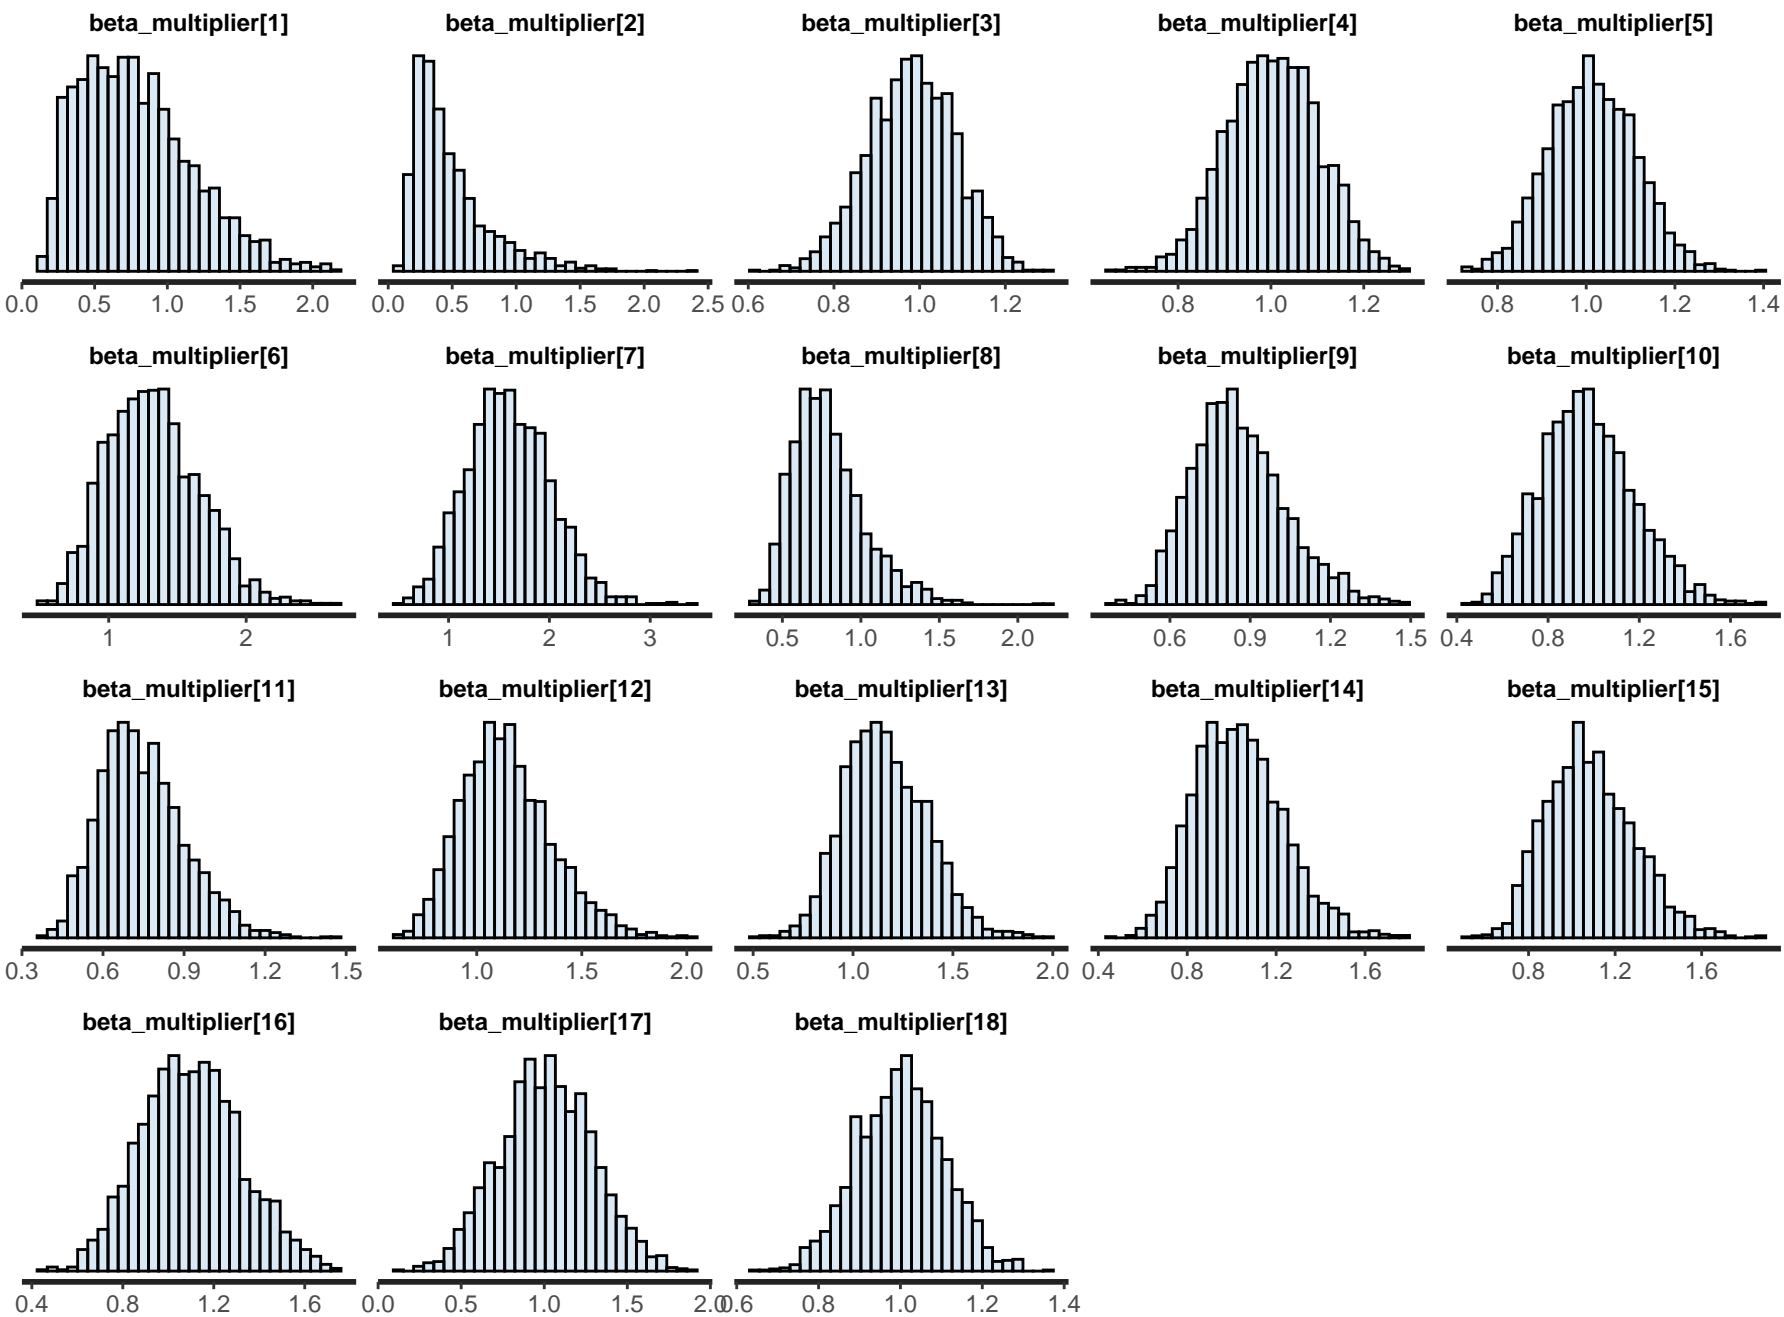 beta_multiplier[1] beta_multiplier[2] beta_multiplier[3] beta_multiplier[4] beta_multiplier[5]
0.0 0.5 1.0 1.5 2.0 0.0 0.5 1.0 1.5 2.0 2.5 0.6 0.8 1.0 1.2 0.8 1.0 1.2 0.8 1.0 1.2 1.4
beta_multiplier[6] beta_multiplier[7] beta_multiplier[8] beta_multiplier[9] beta_multiplier[10]
1 2 1 2 3 0.5 1.0 1.5 2.0 0.6 0.9 1.2 1.5 0.4 0.8 1.2 1.6
beta_multiplier[11] beta_multiplier[12] beta_multiplier[13] beta_multiplier[14] beta_multiplier[15]
0.3 0.6 0.9 1.2 1.5 1.0 1.5 2.0 0.5 1.0 1.5 2.0 0.4 0.8 1.2 1.6 0.8 1.2 1.6
beta_multiplier[16] beta_multiplier[17] beta_multiplier[18]
0.4 0.8 1.2 1.6 0.0 0.5 1.0 1.5 2.0 0.6 0.8 1.0 1.2 1.4